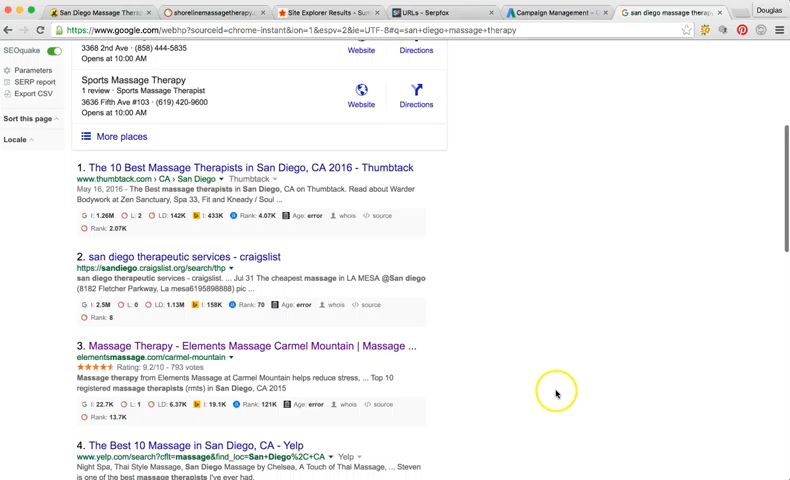 San Diego Massage Thera
shorelinemassagetherapy.c
Site Explorer Results - Sum
URLs - Serpfox
Campaign Management – C
san diego massage therap
Douglas
https://www.google.com/webhp?sourceid=chrome-instant&ion=1&espv=2&ie=UTF-8#q=san+diego+massage+therapy
SEOquake
Parameters
SERP report
Export CSV
Sort this page
Locale
3368 2nd Ave · (858) 444-5835
Opens at 10:00 AM
Website
Directions
Sports Massage Therapy
1 review · Sports Massage Therapist
3636 Fifth Ave #103 · (619) 420-9600
Opens at 10:00 AM
Website
Directions
More places
1. The 10 Best Massage Therapists in San Diego, CA 2016 - Thumbtack
www.thumbtack.com › CA › San Diego ▼ Thumbtack ▼
May 16, 2016 - The Best massage therapists in San Diego, CA on Thumbtack. Read about Warder
Bodywork at Zen Sanctuary, Spa 33, Fit and Kneady / Soul ...
I: 1.26M L: 2 LD: 142K I: 433K Rank: 4.07K Age: error whois source
Rank: 2.07K
2. san diego therapeutic services - craigslist
https://sandiego.craigslist.org/search/thp ▼
san diego therapeutic services - craigslist. ... Jul 31 The cheapest massage in LA MESA @San diego
(8182 Fletcher Parkway, La mesa6195898888) pic ...
I: 2.5M L: 0 LD: 1.13M I: 158K Rank: 70 Age: error whois source
Rank: 8
3. Massage Therapy - Elements Massage Carmel Mountain | Massage ...
elementsmassage.com/carmel-mountain ▼
Rating: 9.2/10 - 793 votes
Massage therapy from Elements Massage at Carmel Mountain helps reduce stress, ... Top 10
registered massage therapists (rmts) in San Diego, CA 2015
I: 22.7K L: 1 LD: 6.37K I: 19.1K Rank: 121K Age: error whois source
Rank: 13.7K
4. The Best 10 Massage in San Diego, CA - Yelp
www.yelp.com/search?cflt=massage&find_loc=San+Diego%2C+CA ▼ Yelp ▼
Night Spa, Thai Style Massage, San Diego Massage by Chelsea, A Touch of Thai Massage, ... Steven
is one of the best massage therapists I've ever had.